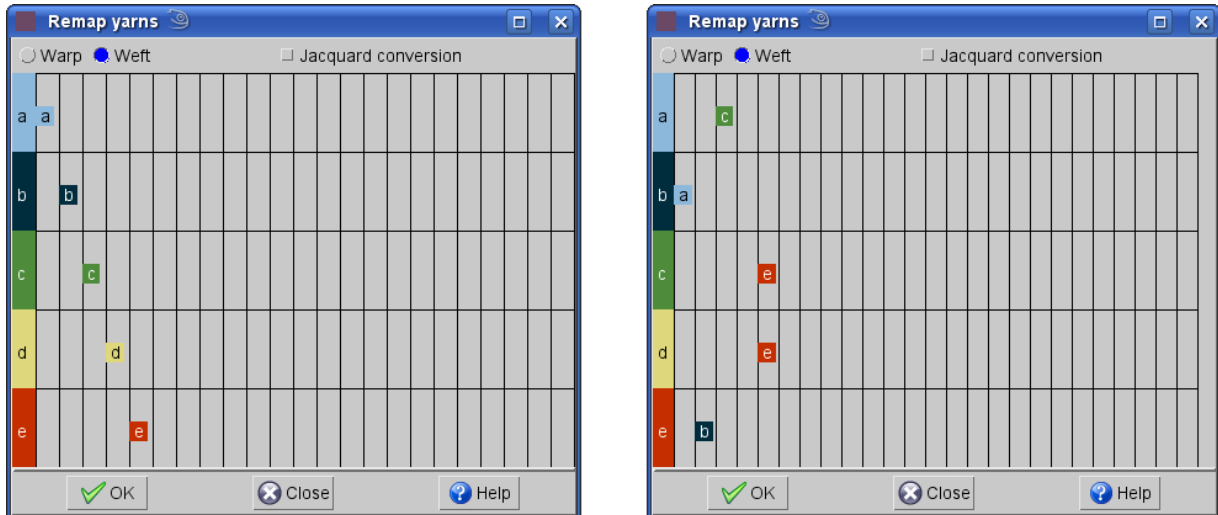 Remap yarns
Warp Weft Jacquard conversion
a a
b b
c c
d d
e e
OK Close Help
Remap yarns
Warp Weft Jacquard conversion
a c
b a
c e
d e
e b
OK Close Help